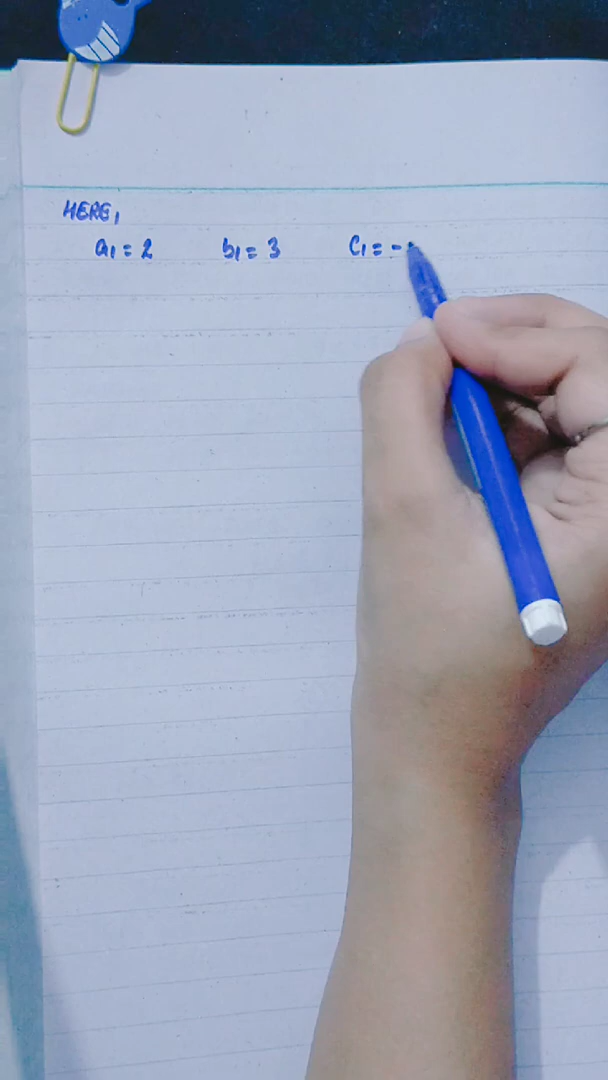 HERE,
a₁ = 2 b₁ = 3 c₁ = -